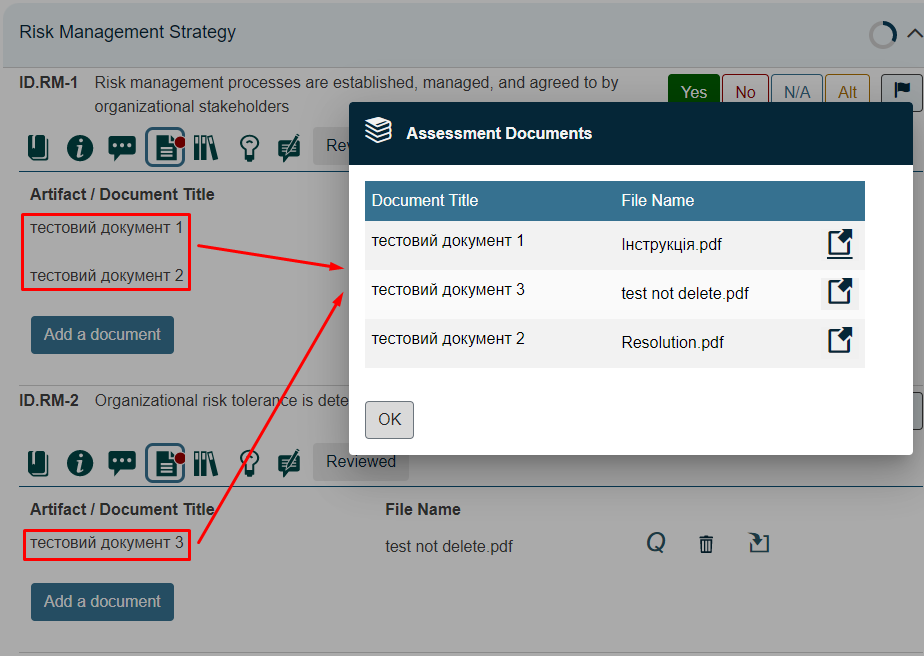 Risk Management Strategy
ID.RM-1 Risk management processes are established, managed, and agreed to by
organizational stakeholders
Yes No N/A Alt
Assessment Documents
Artifact / Document Title
тестовий документ 1
тестовий документ 2
Add a document
Document Title File Name
тестовий документ 1 Інструкція.pdf
тестовий документ 3 test not delete.pdf
тестовий документ 2 Resolution.pdf
OK
ID.RM-2 Organizational risk tolerance is
Reviewed
Artifact / Document Title File Name
тестовий документ 3 test not delete.pdf
Q
Add a document